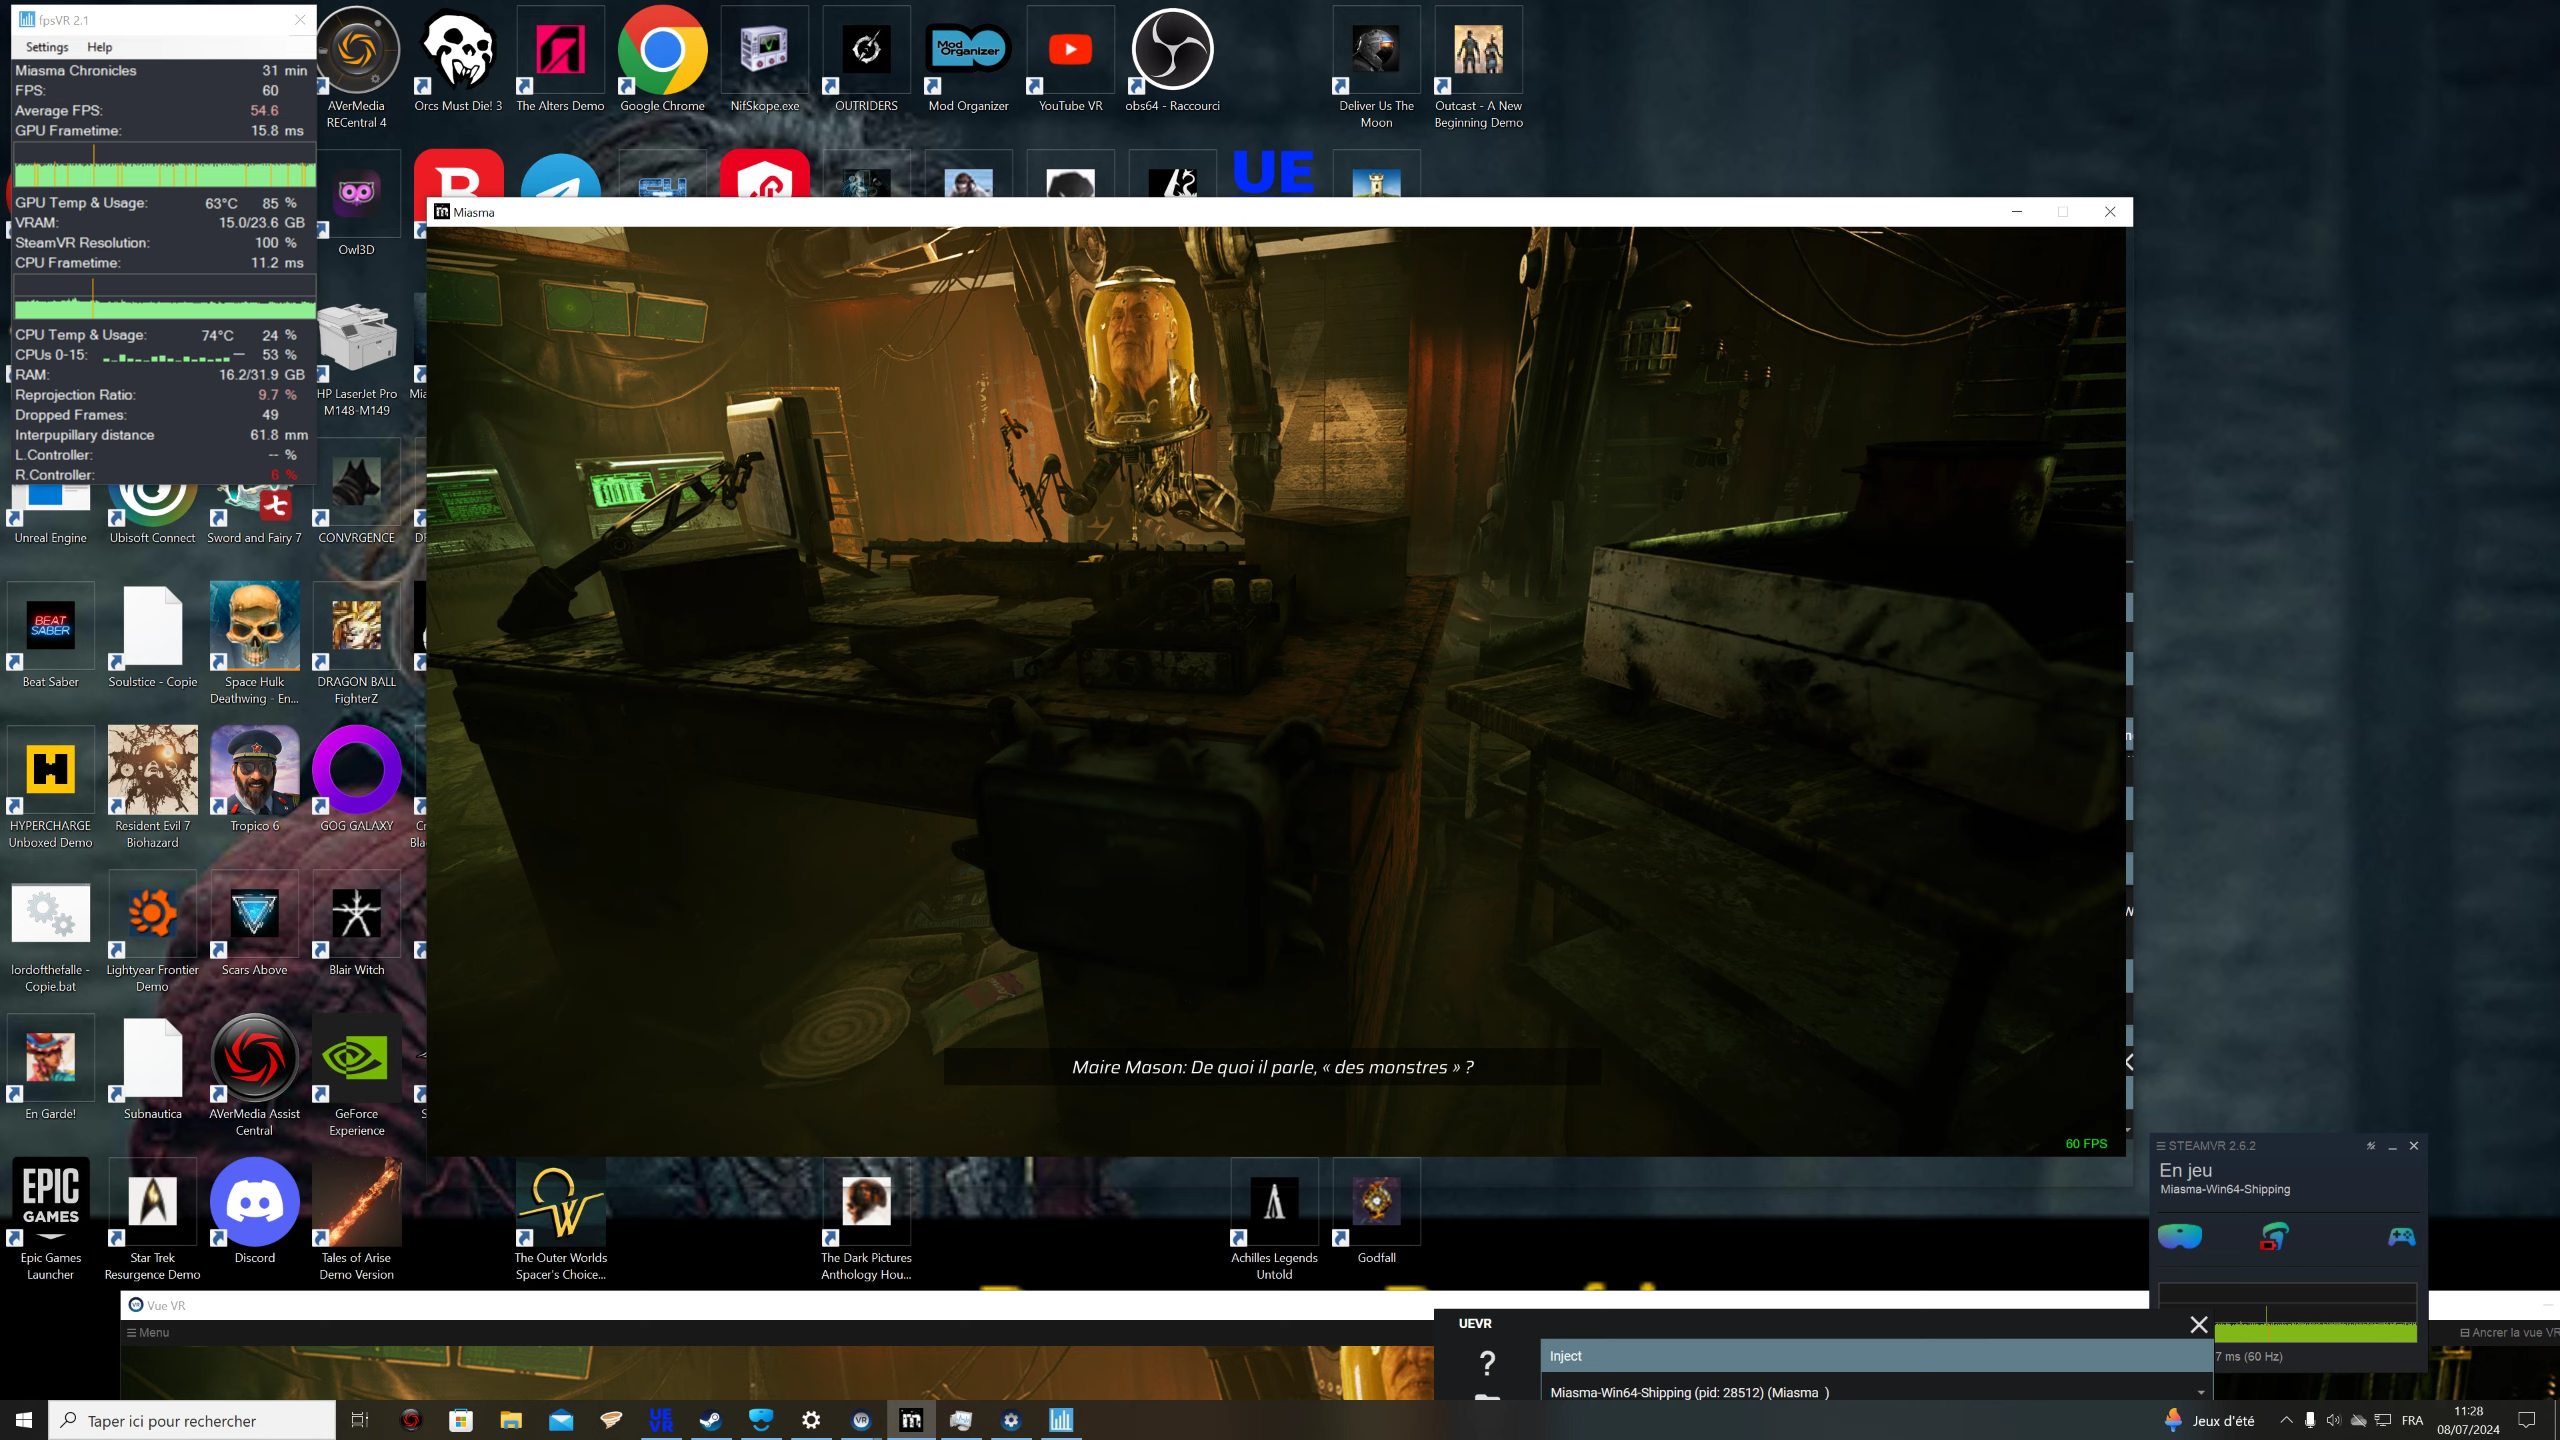 fpsVR 2.1
Settings Help
Miasma Chronicles 31 min
FPS: 60
Average FPS: 54.6
GPU Frametime: 15.8 ms
GPU Temp & Usage: 63°C 85 %
VRAM: 15.0/23.6 GB
SteamVR Resolution: 100 %
CPU Frametime: 11.2 ms
CPU Temp & Usage: 74°C 24 %
CPUs 0-15: 53 %
RAM: 16.2/31.9 GB
Reprojection Ratio: 9.7 %
Dropped Frames: 49
Interpupillary distance 61.8 mm
L.Controller: -- %
R.Controller: 6 %
AVerMedia RECentral 4
Orcs Must Die! 3
The Alters Demo
Google Chrome
NifSkope.exe
OUTRIDERS
Mod Organizer
Mod Organizer
YouTube VR
obs64 - Raccourci
Deliver Us The Moon
Outcast - A New Beginning Demo
Owl3D
UE
HP LaserJet Pro M148-M149
Unreal Engine
Ubisoft Connect
Sword and Fairy 7
CONVRGENCE
BEAT SABER
Beat Saber
Soulstice - Copie
Space Hulk Deathwing - En...
DRAGON BALL FighterZ
HYPERCHARGE Unboxed Demo
Resident Evil 7 Biohazard
Tropico 6
GOG GALAXY
lordofthefalle - Copie.bat
Lightyear Frontier Demo
Scars Above
Blair Witch
En Garde!
Subnautica
AVerMedia Assist Central
GeForce Experience
EPIC GAMES
Epic Games Launcher
Star Trek Resurgence Demo
Discord
Tales of Arise Demo Version
The Outer Worlds Spacer's Choice...
The Dark Pictures Anthology Hou...
Achilles Legends Untold
Godfall
Miasma
Maire Mason: De quoi il parle, « des monstres » ?
60 FPS
STEAMVR 2.6.2
En jeu
Miasma-Win64-Shipping
7 ms (60 Hz)
Vue VR
Menu
Ancrer la vue VR
UEVR
Inject
Miasma-Win64-Shipping (pid: 28512) (Miasma )
Taper ici pour rechercher
UE VR
Jeux d'été
FRA
11:28
08/07/2024